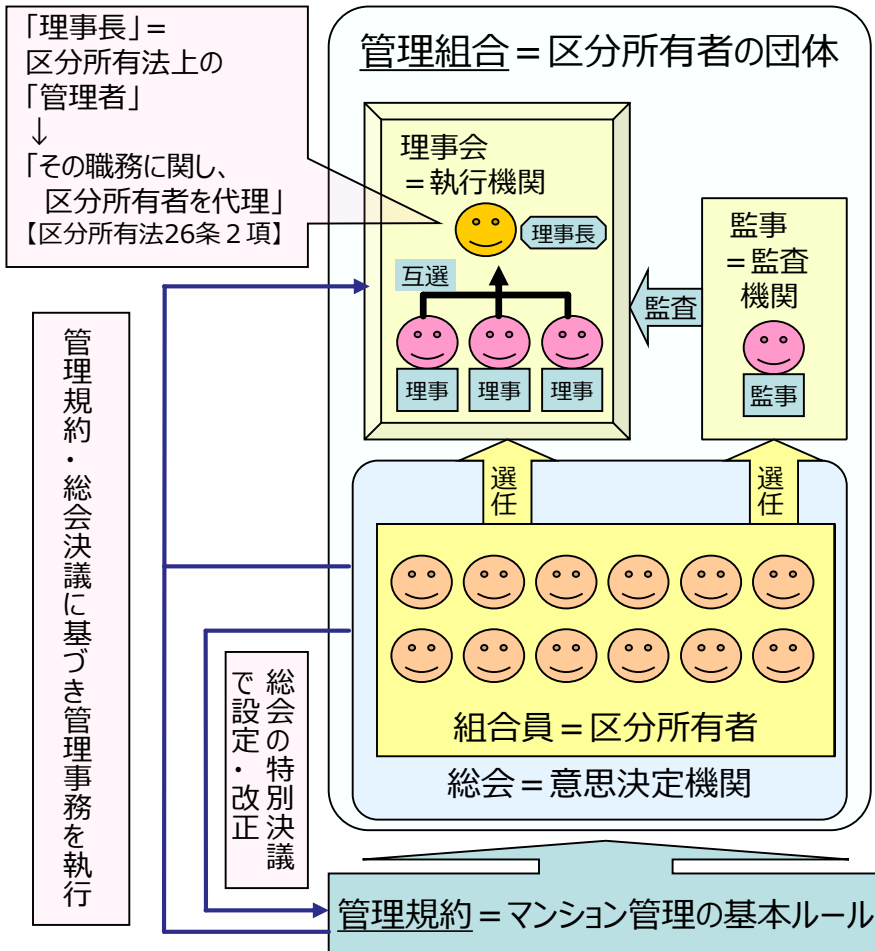 「理事長」=
区分所有法上の
「管理者」
↓
「その職務に関し、
区分所有者を代理」
【区分所有法26条2項】
管理組合=区分所有者の団体
理事会
=執行機関
理事長
互選
理事
理事
理事
監事
=監査
機関
監査
監事
選任
選任
管理規約・総会決議に基づき管理事務を執行
総会の特別決議
で設定・改正
組合員=区分所有者
総会=意思決定機関
管理規約=マンション管理の基本ルール